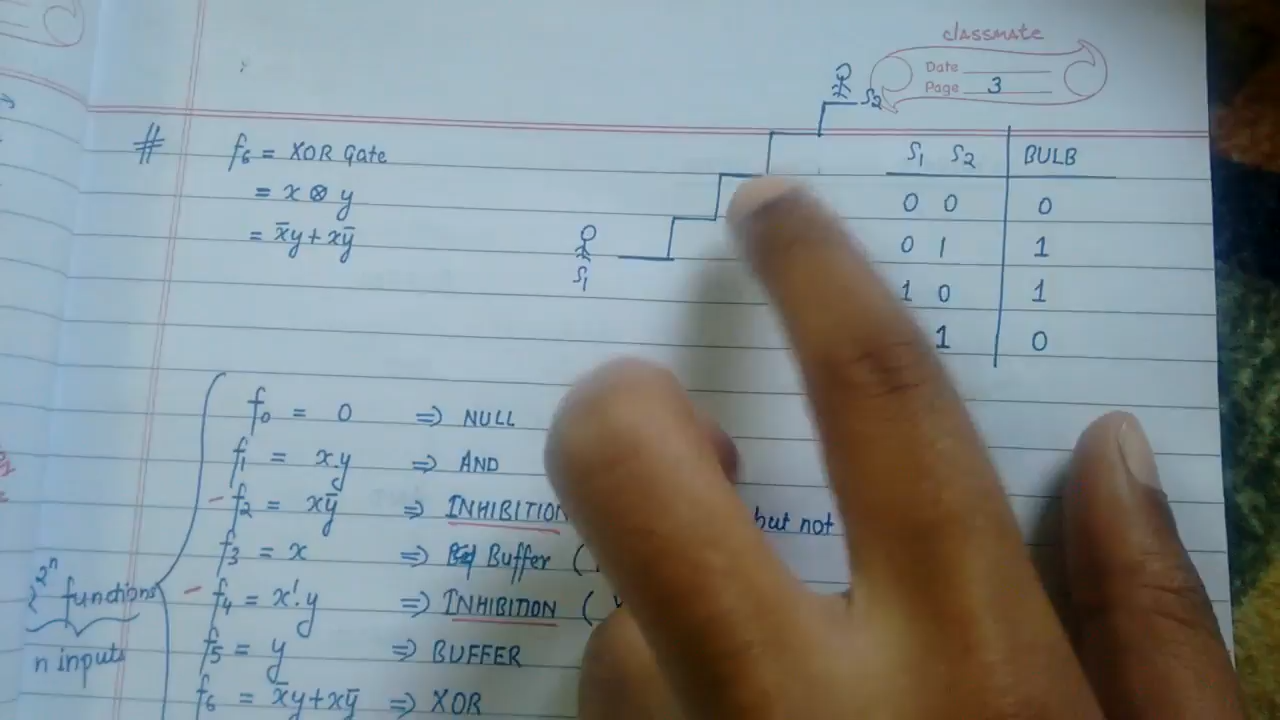 classmate
Date
Page 3
# f6 = XOR Gate
= x ⊗ y
= x̄y + xȳ
S1
S2
S1 S2 BULB
0 0 0
0 1 1
1 0 1
1 0
f0 = 0 ⇒ NULL
f1 = x.y ⇒ AND
- f2 = xȳ ⇒ INHIBITION but not
f3 = x ⇒ Buffer (
- f4 = x'.y ⇒ INHIBITION (
f5 = y ⇒ BUFFER
f6 = x̄y + xȳ ⇒ XOR
2^2^n functions
n inputs